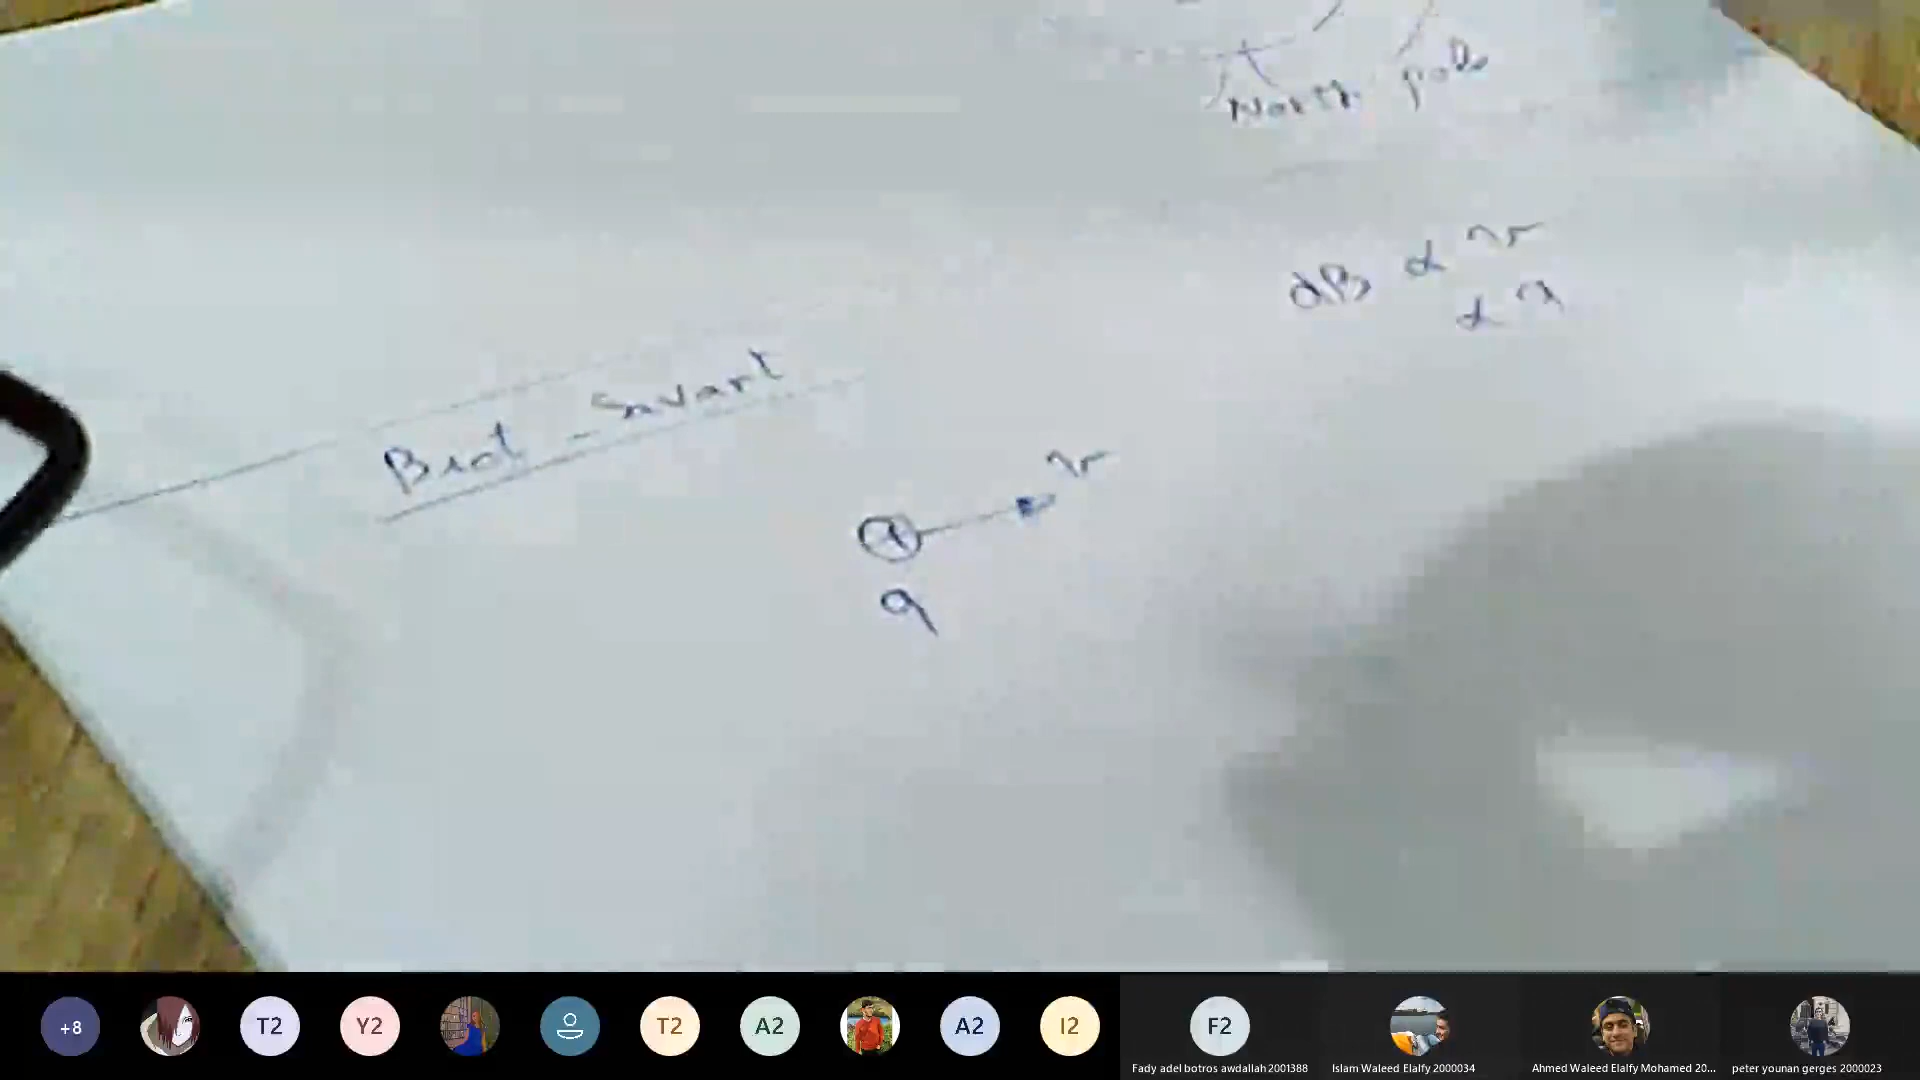 North pole
dB α
α
Biot - Savart
q
+8
T2
Y2
T2
A2
A2
I2
F2
Fady adel botros awdallah 2001388
Islam Waleed Elalfy 2000034
Ahmed Waleed Elalfy Mohamed 20...
peter younan gerges 2000023